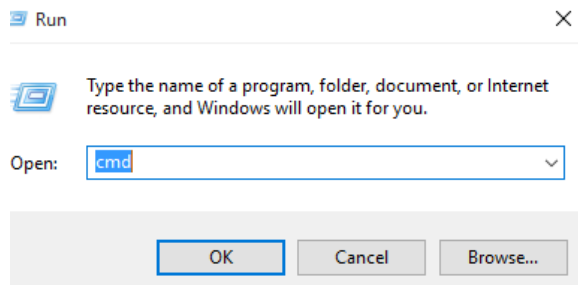 Run
Type the name of a program, folder, document, or Internet
resource, and Windows will open it for you.
Open: cmd
OK Cancel Browse...